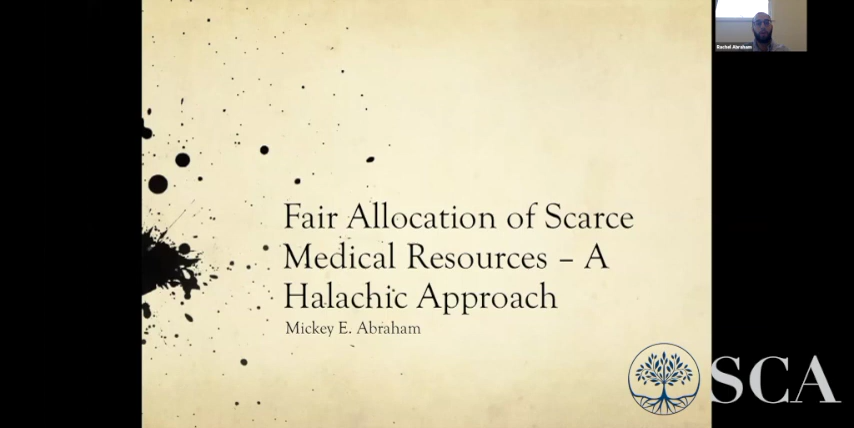 Rachel Abraham
Fair Allocation of Scarce
Medical Resources – A
Halachic Approach
Mickey E. Abraham
SCA